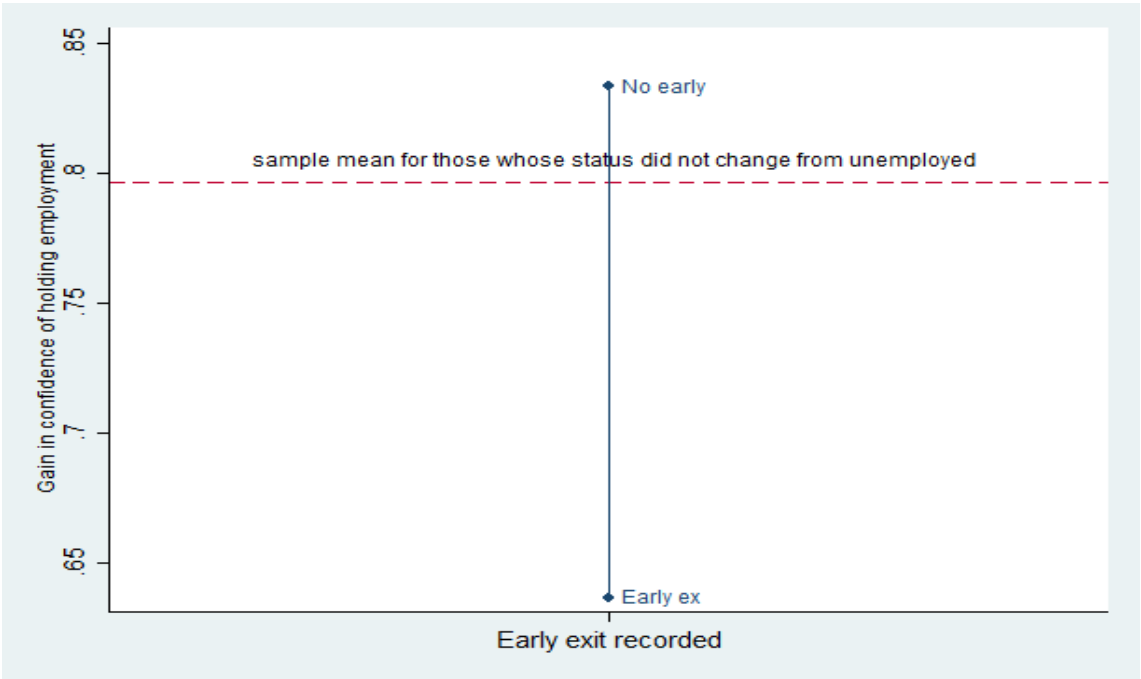 Gain in confidence of holding employment
.85
.8
.75
.7
.65
No early
sample mean for those whose status did not change from unemployed
Early ex
Early exit recorded